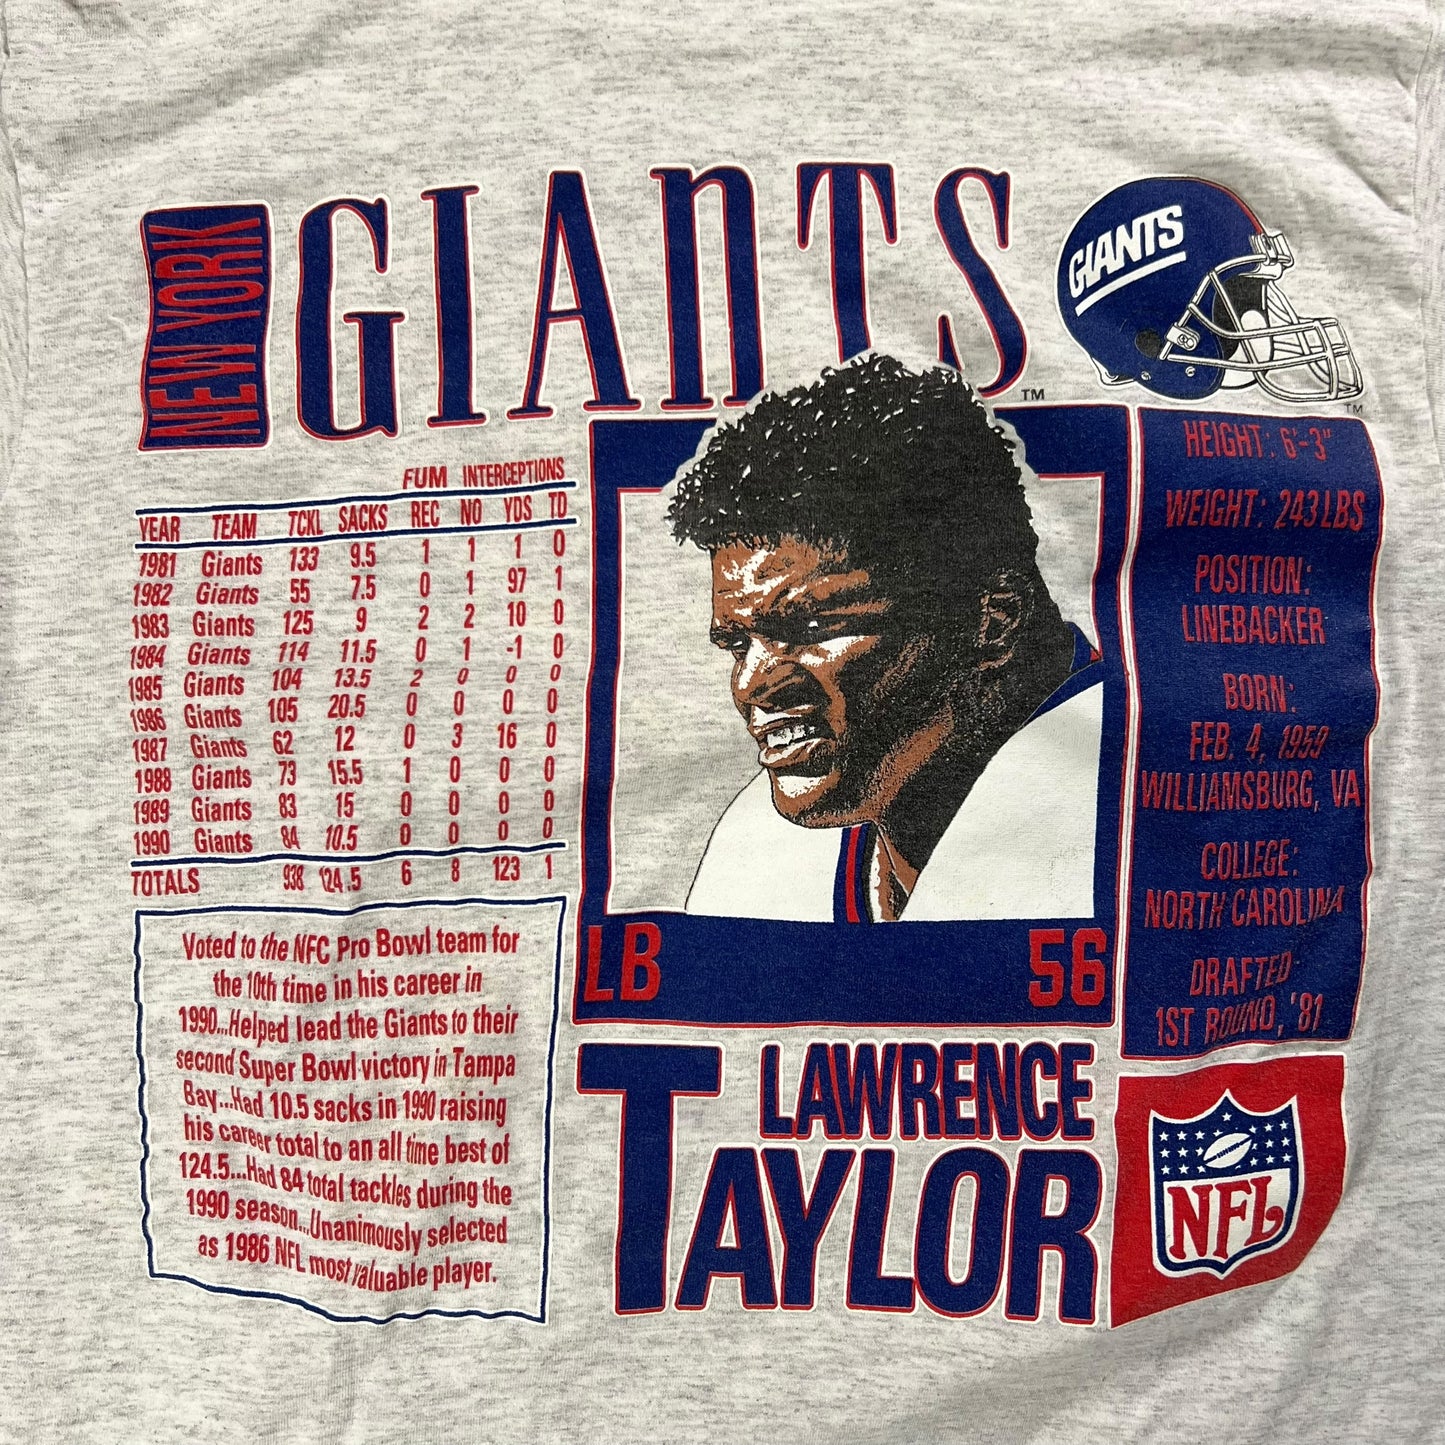 NEW YORK
GIANTS
TM
GIANTS
TM
FUM INTERCEPTIONS
YEAR TEAM TCKL SACKS REC NO YDS TD
1981 Giants 133 9.5 1 1 1 0
1982 Giants 55 7.5 0 1 97 1
1983 Giants 125 9 2 2 10 0
1984 Giants 114 11.5 0 1 -1 0
1985 Giants 104 13.5 2 0 0 0
1986 Giants 105 20.5 0 0 0 0
1987 Giants 62 12 0 3 16 0
1988 Giants 73 15.5 1 0 0 0
1989 Giants 83 15 0 0 0 0
1990 Giants 84 10.5 0 0 0 0
TOTALS 938 124.5 6 8 123 1
Voted to the NFC Pro Bowl team for
the 10th time in his career in
1990...Helped lead the Giants to their
second Super Bowl victory in Tampa
Bay...Had 10.5 sacks in 1990 raising
his career total to an all time best of
124.5...Had 84 total tackles during the
1990 season...Unanimously selected
as 1986 NFL most valuable player.
LB 56
LAWRENCE
TAYLOR
HEIGHT: 6'-3"
WEIGHT: 243 LBS
POSITION:
LINEBACKER
BORN:
FEB. 4, 1959
WILLIAMSBURG, VA
COLLEGE:
NORTH CAROLINA
DRAFTED:
1ST ROUND, '81
NFL